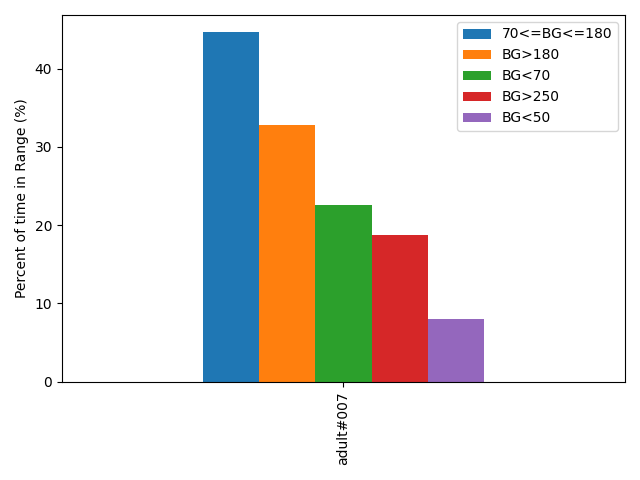 70<=BG<=180
BG>180
BG<70
BG>250
BG<50
Percent of time in Range (%)
40
30
20
10
0
adult#007